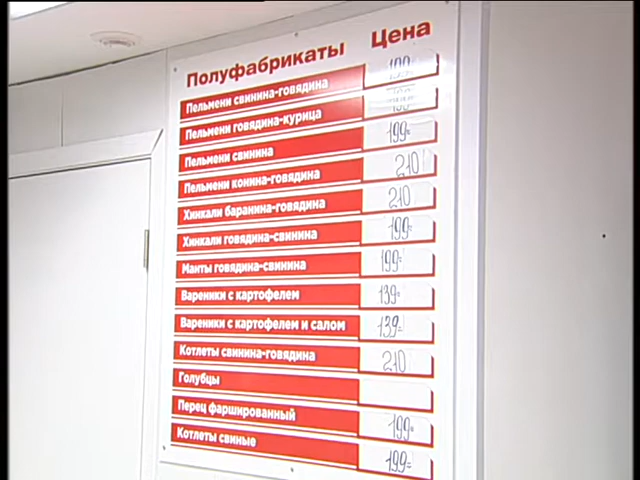 Полуфабрикаты Цена
Пельмени свинина-говядина 199
Пельмени говядина-курица
Пельмени свинина 199=
Пельмени конина-говядина 210
Хинкали баранина-говядина 210
Хинкали говядина-свинина 199=
Манты говядина-свинина 199=
Вареники с картофелем 139=
Вареники с картофелем и салом 139=
Котлеты свинина-говядина 210
Голубцы
Перец фаршированный 199=
Котлеты свиные 199=